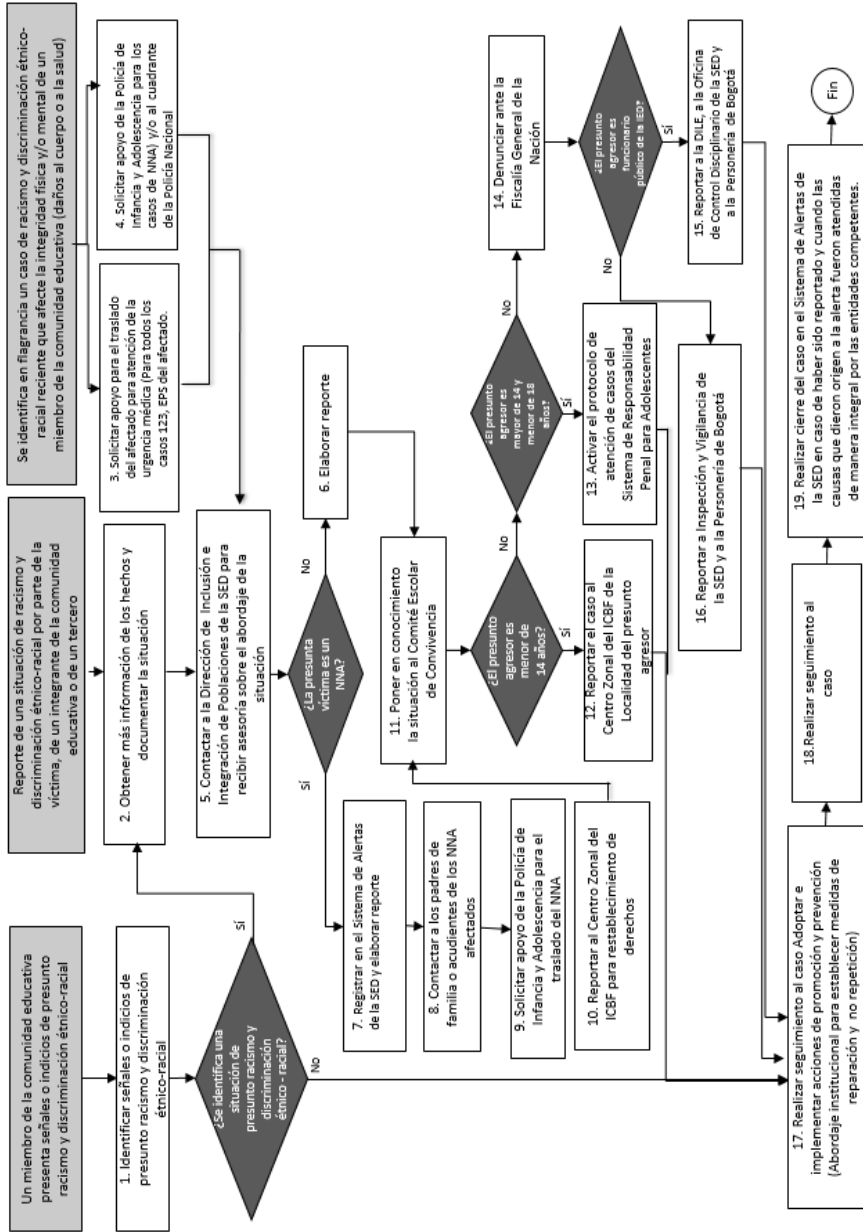 Un miembro de la comunidad educativa
presenta señales o indicios de presunto
racismo y discriminación étnico-racial
Reporte de una situación de racismo y
discriminación étnico-racial por parte de la
víctima, de un integrante de la comunidad
educativa o de un tercero
Se identifica en flagrancia un caso de racismo y discriminación étnico-
racial reciente que afecte la integridad física y/o mental de un
miembro de la comunidad educativa (daños al cuerpo o a la salud)
1. Identificar señales o indicios de
presunto racismo y discriminación
étnico-racial
2. Obtener más información de los hechos y
documentar la situación
3. Solicitar apoyo para el traslado
del afectado para atención de la
urgencia médica (Para todos los
casos 123, EPS del afectado.
4. Solicitar apoyo de la Policía de
Infancia y Adolescencia para los
casos de NNA) y/o al cuadrante
de la Policía Nacional
¿Se identifica una
situación de
presunto racismo y
discriminación
étnico - racial?
Sí
No
5. Contactar a la Dirección de Inclusión e
Integración de Poblaciones de la SED para
recibir asesoría sobre el abordaje de la
situación
¿La presunta
víctima es un
NNA?
Sí
No
6. Elaborar reporte
7. Registrar en el Sistema de Alertas
de la SED y elaborar reporte
8. Contactar a los padres de
familia o acudientes de los NNA
afectados
9. Solicitar apoyo de la Policía de
Infancia y Adolescencia para el
traslado del NNA
10. Reportar al Centro Zonal del
ICBF para restablecimiento de
derechos
11. Poner en conocimiento
la situación al Comité Escolar
de Convivencia
¿El presunto
agresor es
menor de
14 años?
No
Sí
12. Reportar el caso al
Centro Zonal del ICBF de la
Localidad del presunto
agresor
¿El presunto
agresor es
mayor de 14 y
menor de 18
años?
No
Sí
13. Activar el protocolo de
atención de casos del
Sistema de Responsabilidad
Penal para Adolescentes
14. Denunciar ante la
Fiscalía General de la
Nación
¿El presunto
agresor es
funcionario
público de la IED?
No
Sí
15. Reportar a la DILE, a la Oficina
de Control Disciplinario de la SED y
a la Personería de Bogotá
16. Reportar a Inspección y Vigilancia de
la SED y a la Personería de Bogotá
17. Realizar seguimiento al caso Adoptar e
implementar acciones de promoción y prevención
(Abordaje institucional para establecer medidas de
reparación y no repetición)
18.Realizar seguimiento al
caso
19. Realizar cierre del caso en el Sistema de Alertas de
la SED en caso de haber sido reportado y cuando las
causas que dieron origen a la alerta fueron atendidas
de manera integral por las entidades competentes.
Fin